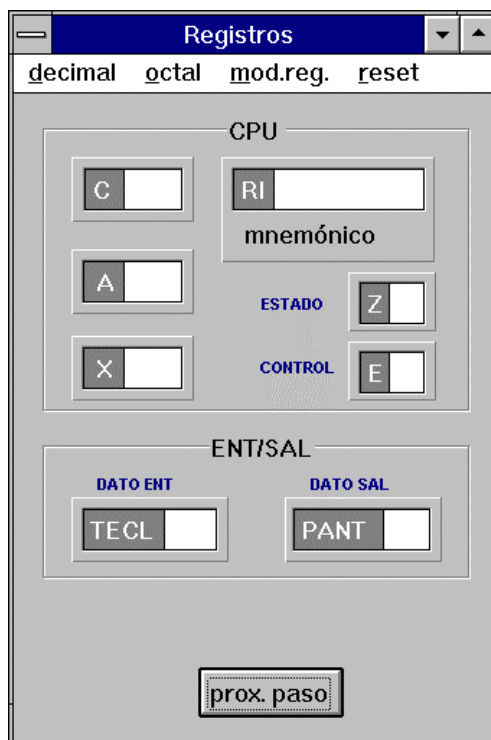 Registros
decimal octal mod.reg. reset
CPU
C RI
mnemónico
A
ESTADO Z
X CONTROL E
ENT/SAL
DATO ENT DATO SAL
TECL PANT
prox. paso